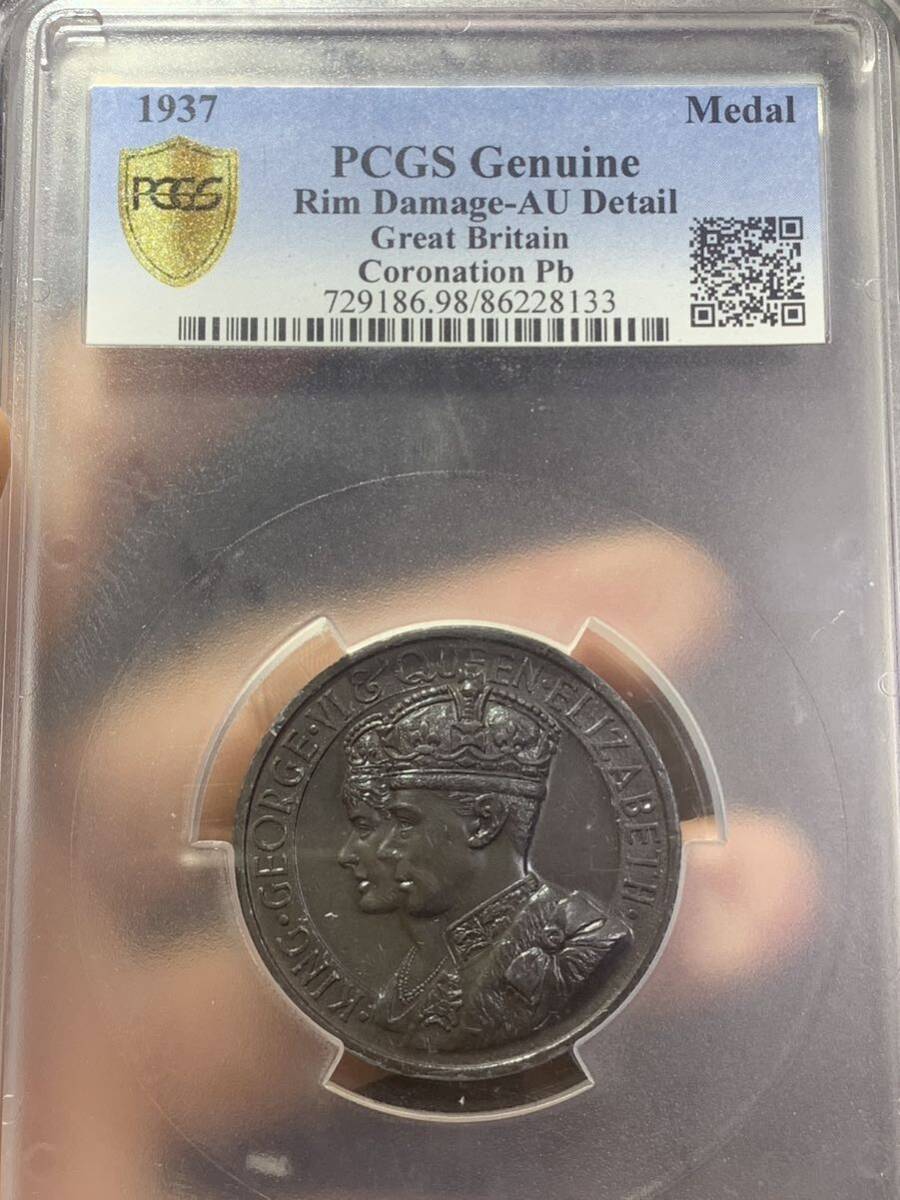 1937 Medal
PCGS
PCGS Genuine
Rim Damage-AU Detail
Great Britain
Coronation Pb
729186.98/86228133
·KING·GEORGE·VI·&·QUEEN·ELIZABETH·